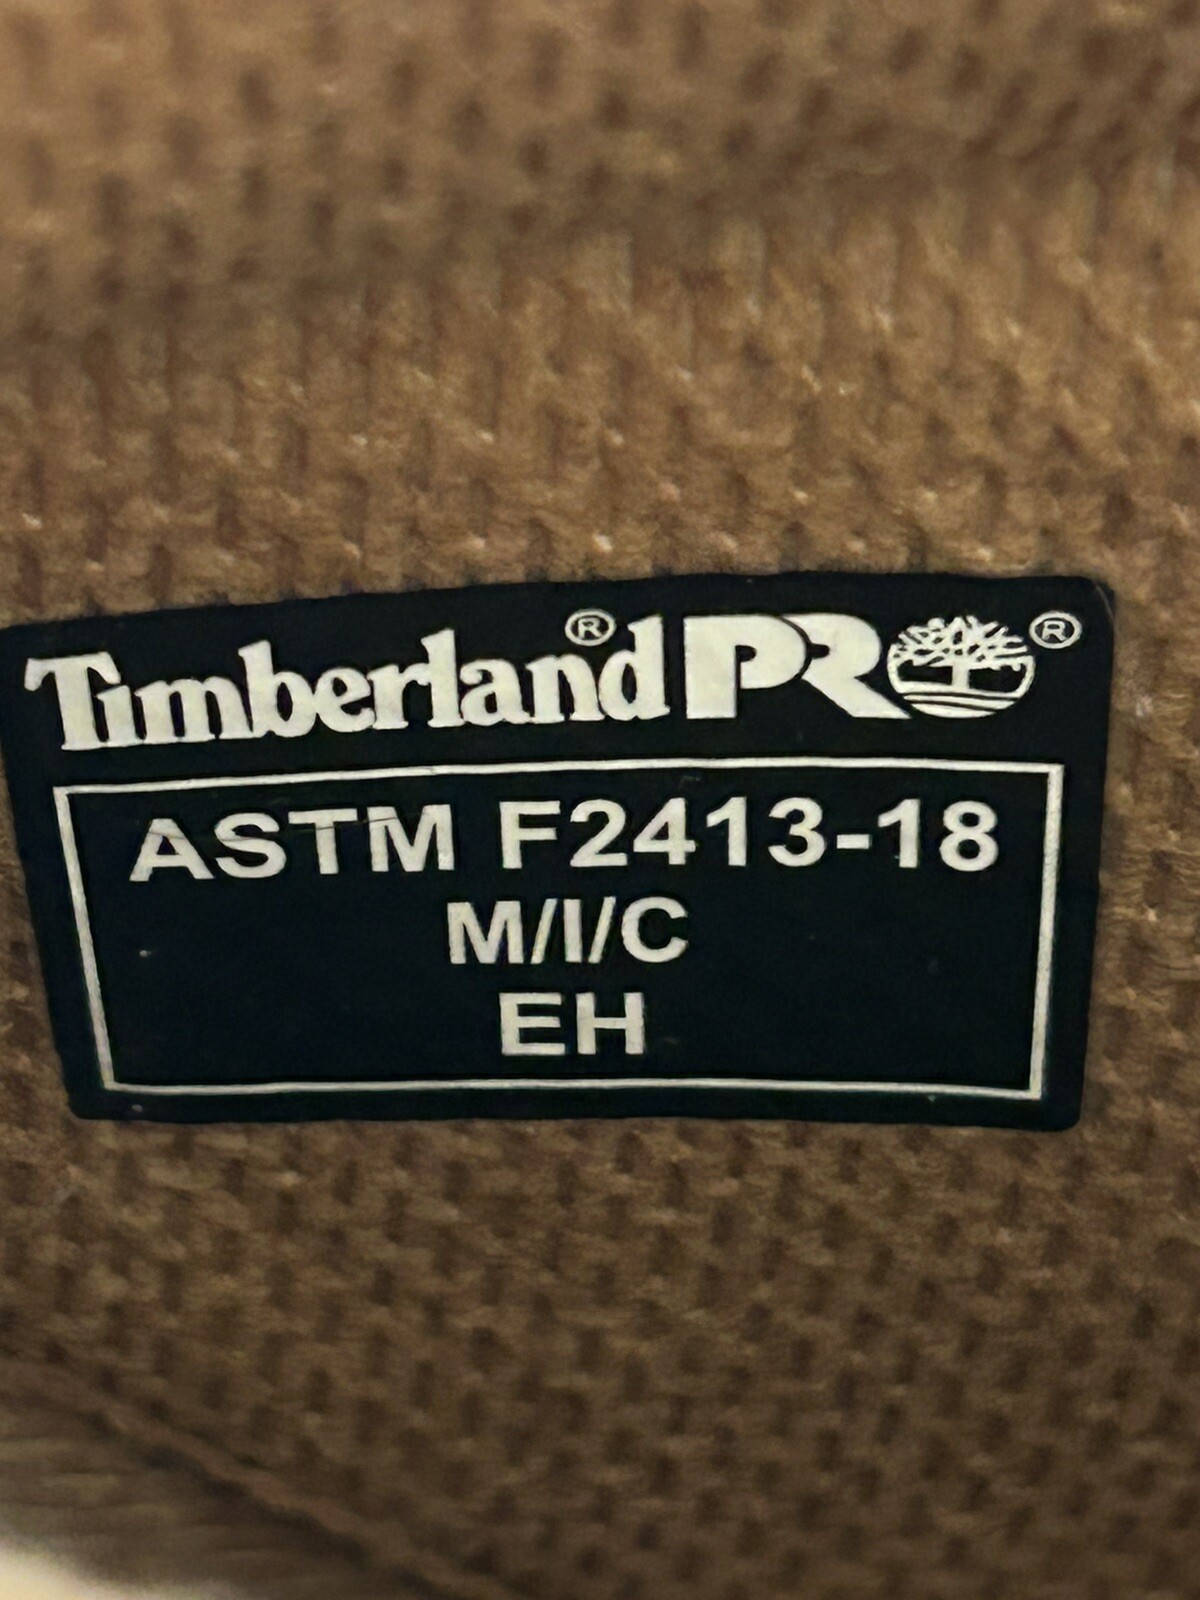 Timberland® PRO®
ASTM F2413-18
M/I/C
EH